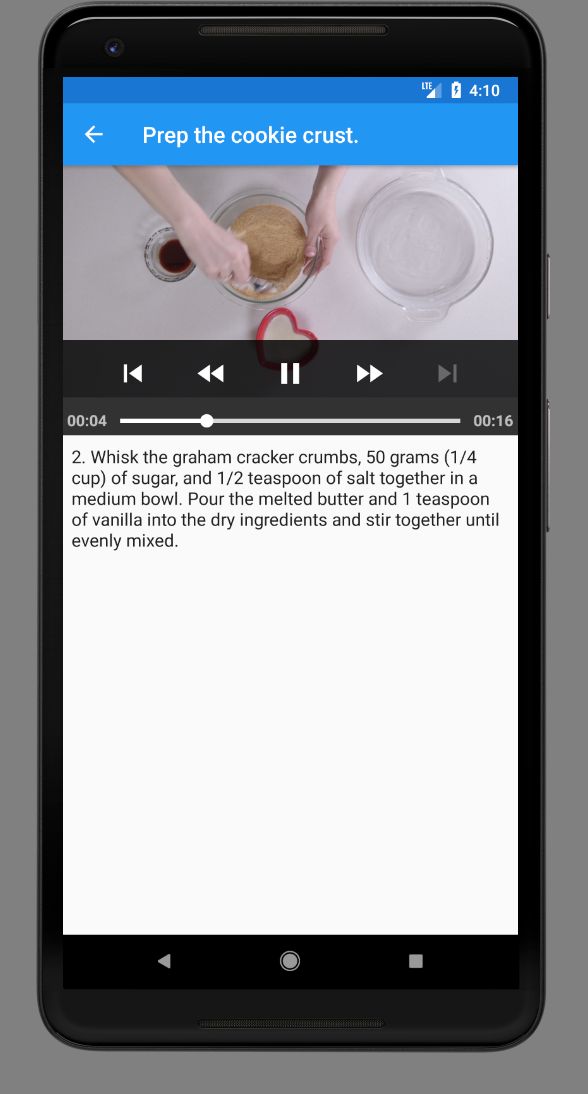 LTE 4:10
Prep the cookie crust.
00:04 00:16
2. Whisk the graham cracker crumbs, 50 grams (1/4
cup) of sugar, and 1/2 teaspoon of salt together in a
medium bowl. Pour the melted butter and 1 teaspoon
of vanilla into the dry ingredients and stir together until
evenly mixed.